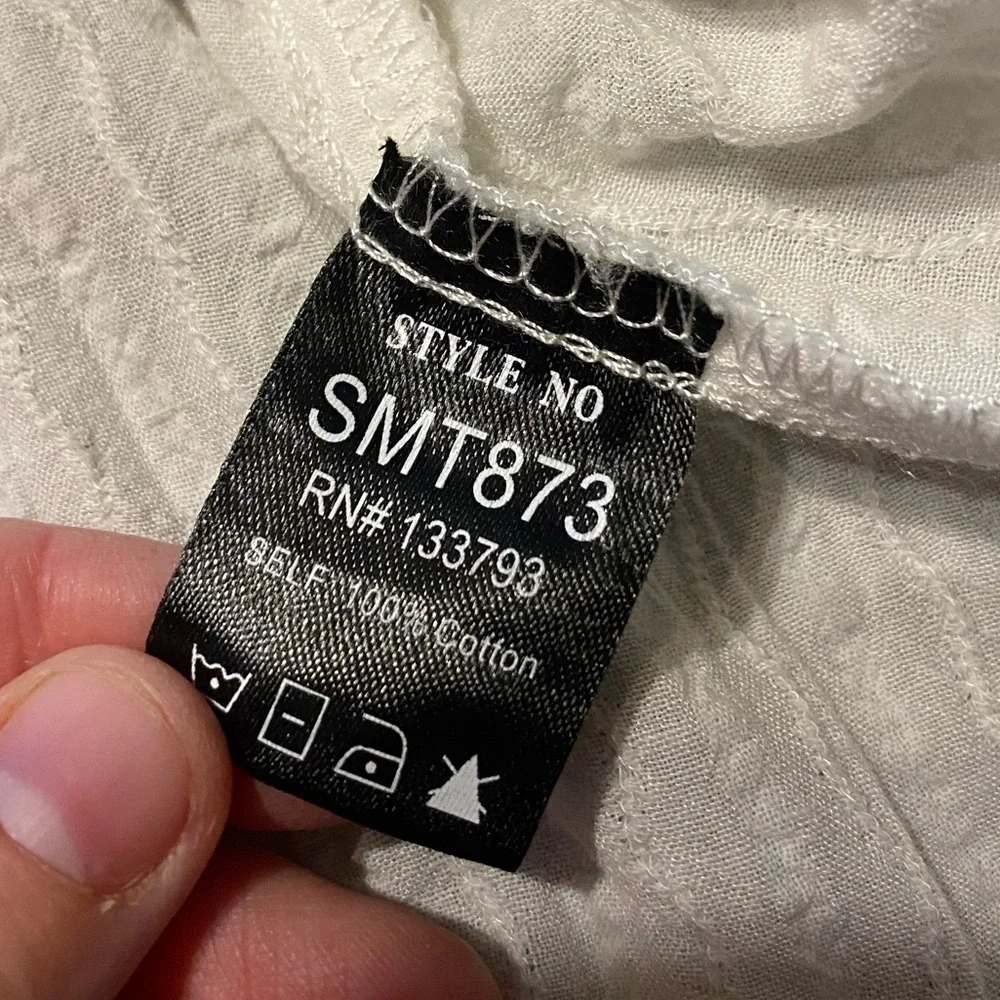 STYLE NO
SMT873
RN# 133793
SELF 100% Cotton